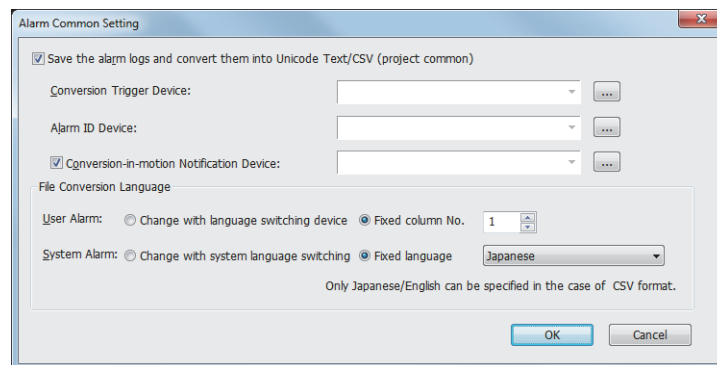 Alarm Common Setting
Save the alarm logs and convert them into Unicode Text/CSV (project common)
Conversion Trigger Device:
...
Alarm ID Device:
...
Conversion-in-motion Notification Device:
...
File Conversion Language
User Alarm: Change with language switching device Fixed column No. 1
System Alarm: Change with system language switching Fixed language Japanese
Only Japanese/English can be specified in the case of CSV format.
OK Cancel